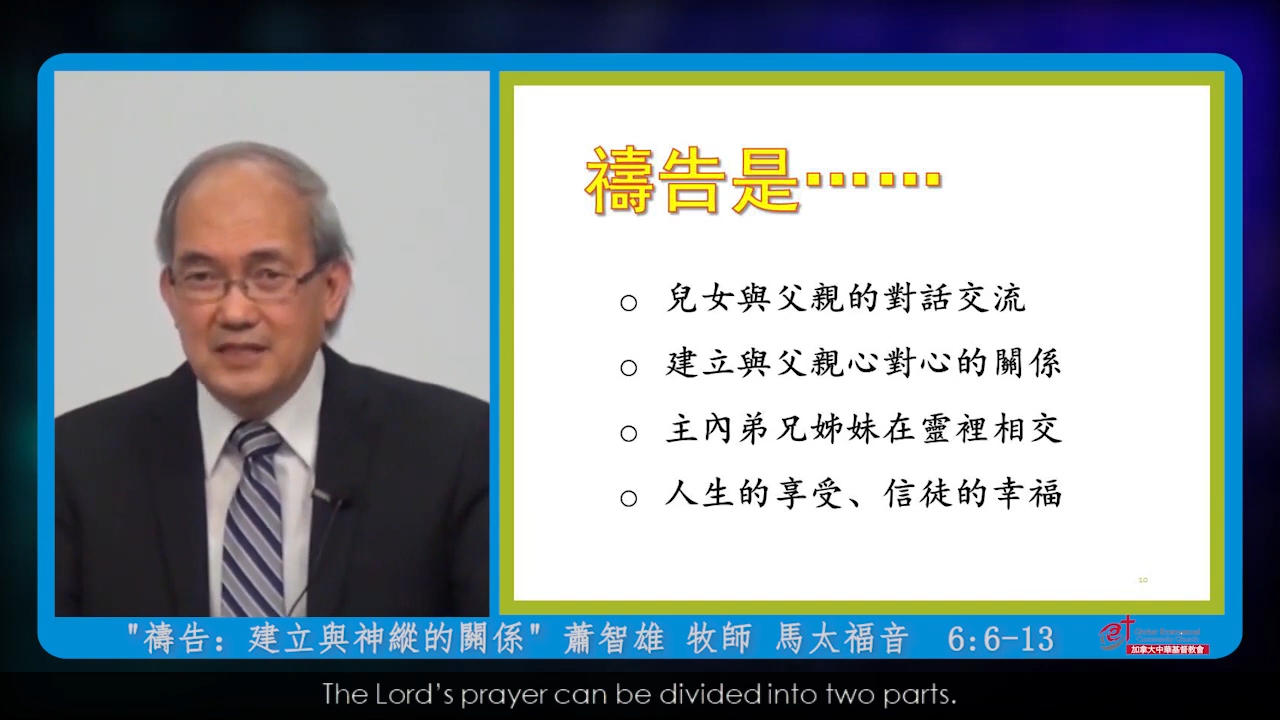 禱告是⋯⋯
○ 兒女與父親的對話交流
○ 建立與父親心對心的關係
○ 主內弟兄姊妹在靈裡相交
○ 人生的享受、信徒的幸福
10
"禱告：建立與神縱的關係" 蕭智雄 牧師 馬太福音 6:6-13
加拿大中華基督教會
The Lord's prayer can be divided into two parts.